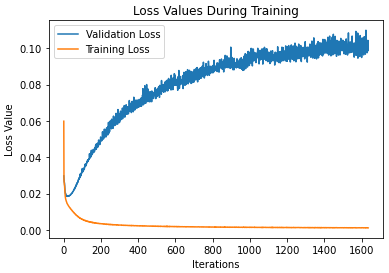 Loss Values During Training
Validation Loss
Training Loss
Loss Value
0.10
0.08
0.06
0.04
0.02
0.00
0 200 400 600 800 1000 1200 1400 1600
Iterations